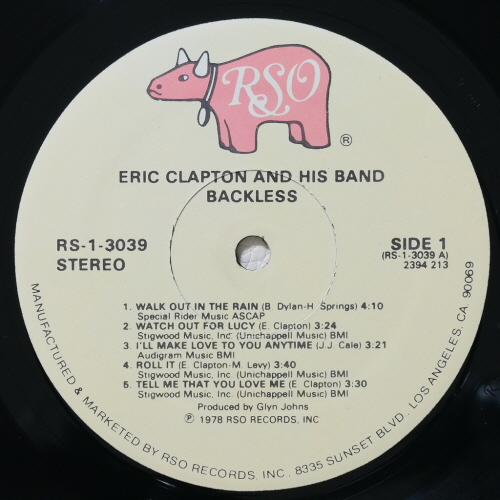 RSO
®
ERIC CLAPTON AND HIS BAND
BACKLESS
RS-1-3039
STEREO
SIDE 1
(RS-1-3039 A)
2394 213
1. WALK OUT IN THE RAIN (B. Dylan-H. Springs) 4:10
Special Rider Music ASCAP
2. WATCH OUT FOR LUCY (E. Clapton) 3:24
Stigwood Music, Inc. (Unichappell Music) BMI
3. I'LL MAKE LOVE TO YOU ANYTIME (J.J. Cale) 3:21
Audigram Music BMI
4. ROLL IT (E. Clapton-M. Levy) 3:40
Stigwood Music, Inc. (Unichappell Music) BMI
5. TELL ME THAT YOU LOVE ME (E. Clapton) 3:30
Stigwood Music, Inc. (Unichappell Music) BMI
Produced by Glyn Johns
℗ 1978 RSO RECORDS, INC
MANUFACTURED & MARKETED BY RSO RECORDS, INC., 8335 SUNSET BLVD., LOS ANGELES, CA 90069